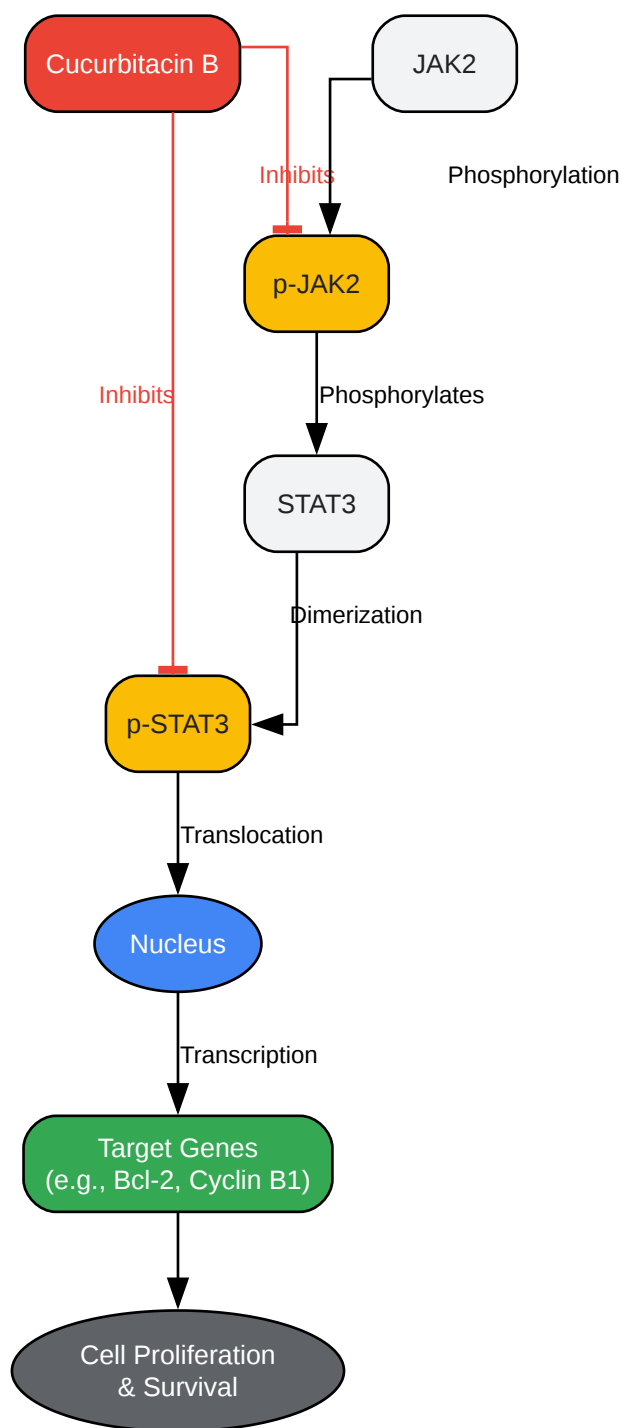 Cucurbitacin B
JAK2
Inhibits
Phosphorylation
p-JAK2
Inhibits
Phosphorylates
STAT3
Dimerization
p-STAT3
Translocation
Nucleus
Transcription
Target Genes
(e.g., Bcl-2, Cyclin B1)
Cell Proliferation
& Survival